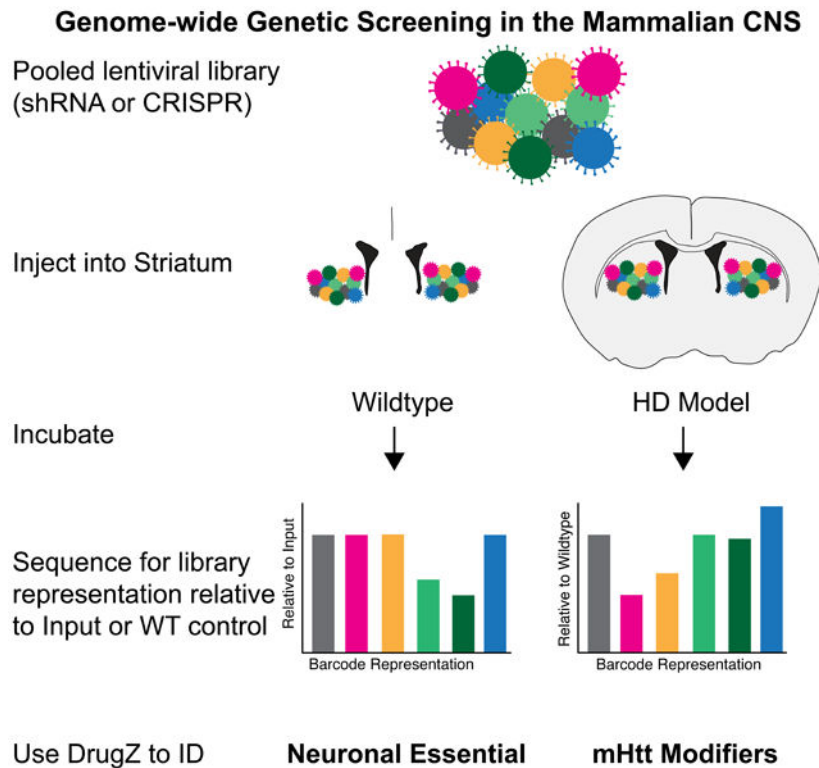 Genome-wide Genetic Screening in the Mammalian CNS
Pooled lentiviral library
(shRNA or CRISPR)
Inject into Striatum
Wildtype
HD Model
Incubate
Sequence for library
representation relative
to Input or WT control
Relative to Input
Barcode Representation
Relative to Wildtype
Barcode Representation
Use DrugZ to ID
Neuronal Essential
mHtt Modifiers